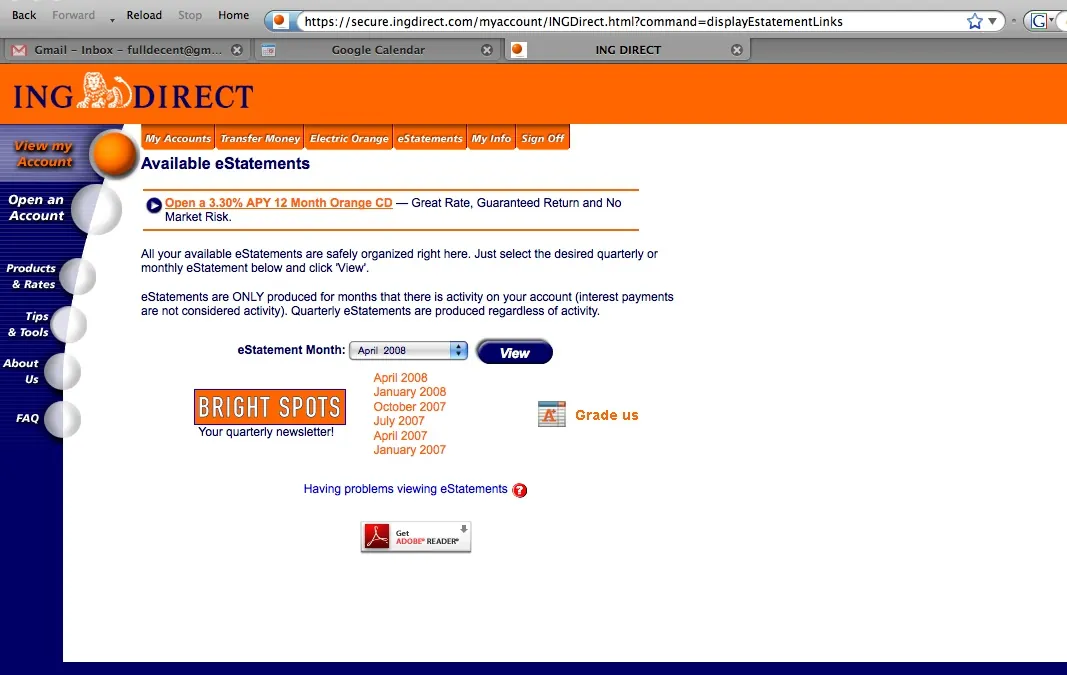 Back Forward Reload Stop Home https://secure.ingdirect.com/myaccount/INGDirect.html?command=displayEstatementLinks G
Gmail - Inbox - fulldecent@gm... Google Calendar ING DIRECT
ING DIRECT
My Accounts Transfer Money Electric Orange eStatements My Info Sign Off
View my
Account
Available eStatements
Open an
Account
Open a 3.30% APY 12 Month Orange CD — Great Rate, Guaranteed Return and No
Market Risk.
All your available eStatements are safely organized right here. Just select the desired quarterly or
monthly eStatement below and click 'View'.
Products
& Rates
eStatements are ONLY produced for months that there is activity on your account (interest payments
are not considered activity). Quarterly eStatements are produced regardless of activity.
Tips
& Tools
eStatement Month: April 2008 View
About
Us
April 2008
January 2008
October 2007
July 2007
April 2007
January 2007
BRIGHT SPOTS
Your quarterly newsletter!
A+ Grade us
FAQ
Having problems viewing eStatements ?
Get
ADOBE® READER®